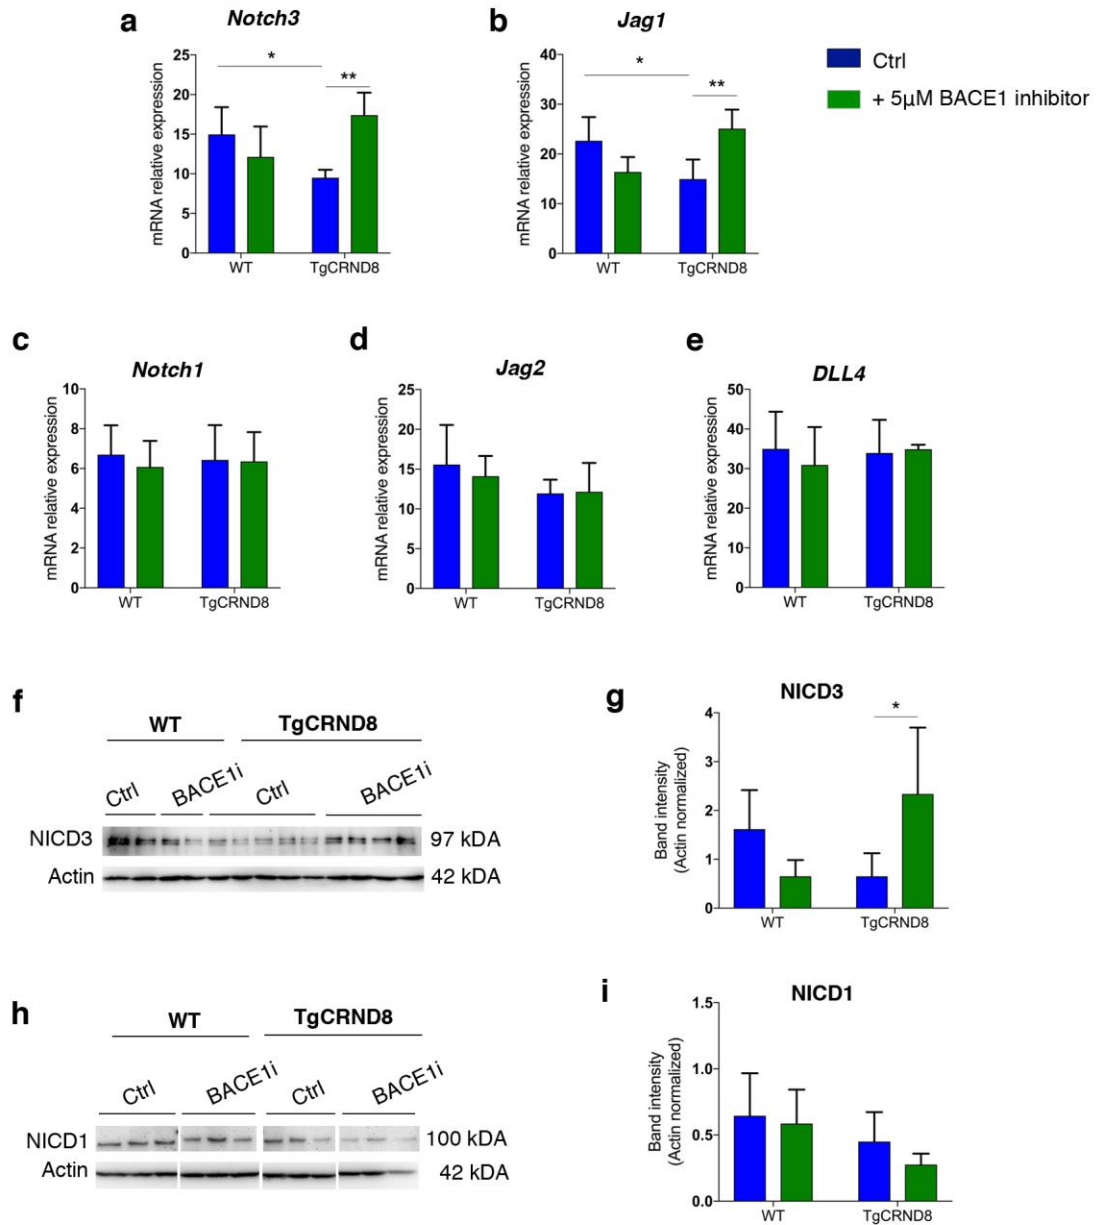 a
Notch3
mRNA relative expression
25
20
15
10
5
0
*
**
WT
TgCRND8
b
Jag1
mRNA relative expression
40
30
20
10
0
*
**
WT
TgCRND8
Ctrl
+ 5µM BACE1 inhibitor
c
Notch1
mRNA relative expression
10
8
6
4
2
0
WT
TgCRND8
d
Jag2
mRNA relative expression
25
20
15
10
5
0
WT
TgCRND8
e
DLL4
mRNA relative expression
50
40
30
20
10
0
WT
TgCRND8
f
WT
TgCRND8
Ctrl
BACE1i
Ctrl
BACE1i
NICD3
97 kDA
Actin
42 kDA
g
NICD3
Band intensity
(Actin normalized)
4
3
2
1
0
*
WT
TgCRND8
h
WT
TgCRND8
Ctrl
BACE1i
Ctrl
BACE1i
NICD1
100 kDA
Actin
42 kDA
i
NICD1
Band intensity
(Actin normalized)
1.5
1.0
0.5
0.0
WT
TgCRND8